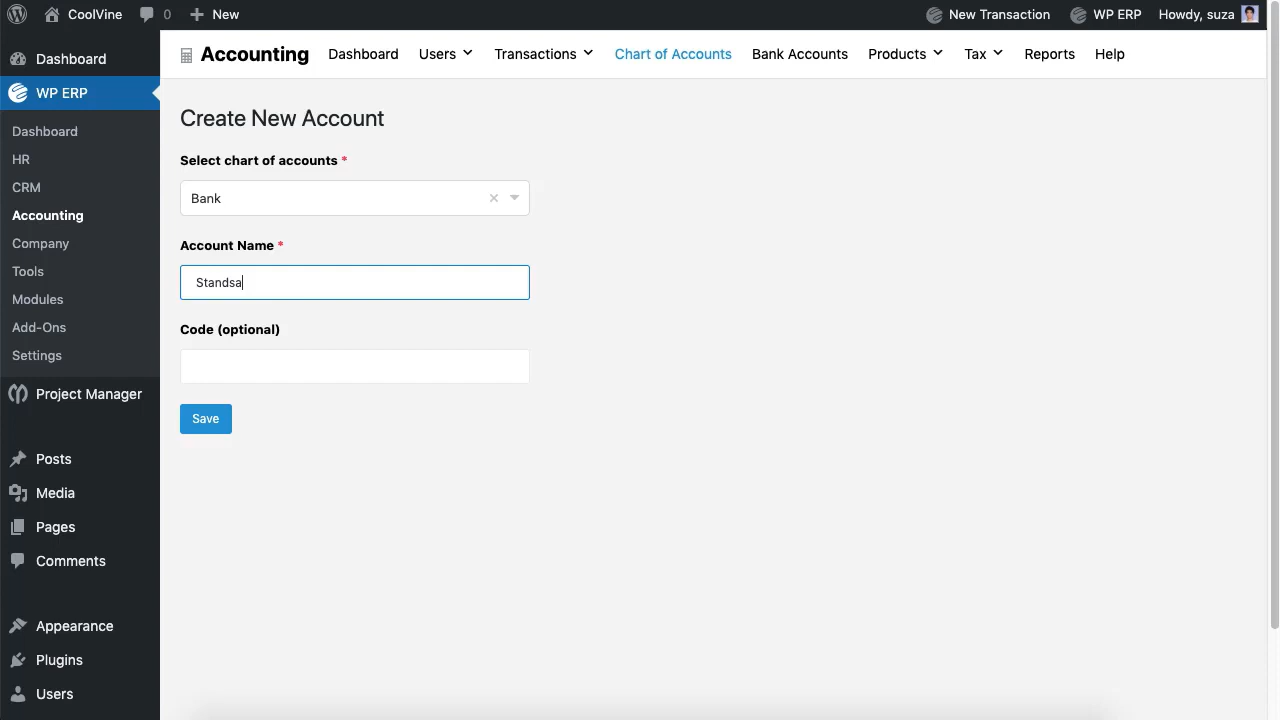 CoolVine 0 New New Transaction WP ERP Howdy, suza
Accounting Dashboard Users Transactions Chart of Accounts Bank Accounts Products Tax Reports Help
Dashboard
WP ERP
Dashboard
HR
CRM
Accounting
Company
Tools
Modules
Add-Ons
Settings
Project Manager
Posts
Media
Pages
Comments
Appearance
Plugins
Users
Create New Account
Select chart of accounts *
Bank
Account Name *
Standsa
Code (optional)
Save